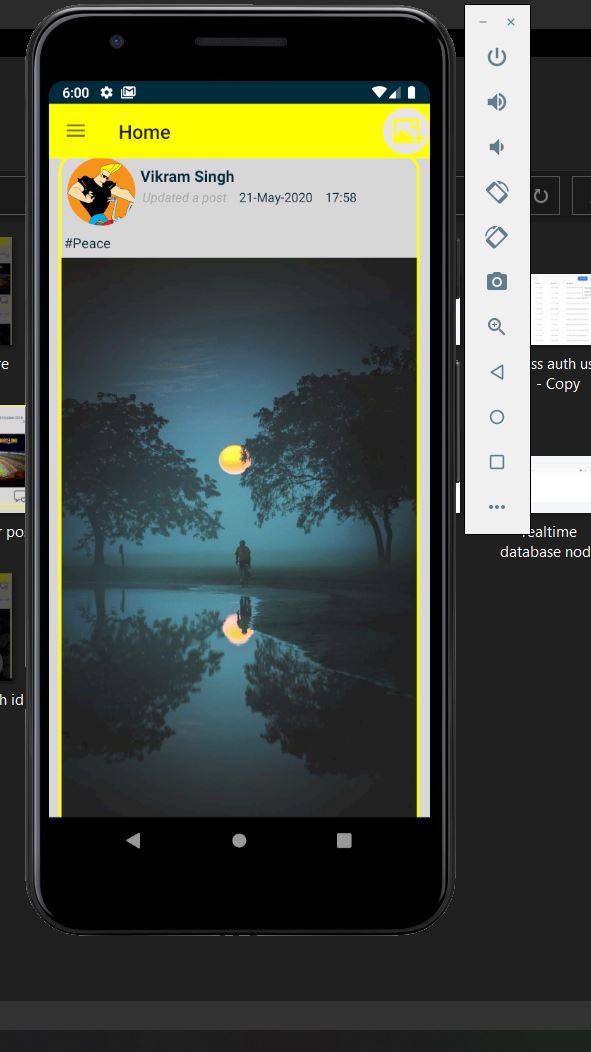 6:00
Home
Vikram Singh
Updated a post 21-May-2020 17:58
#Peace
re
ss auth us
- Copy
r pos
realtime
database nod
h id